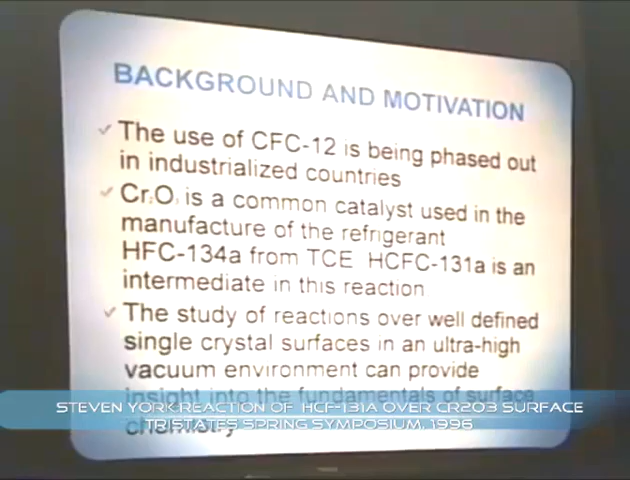 BACKGROUND AND MOTIVATION
✓ The use of CFC-12 is being phased out
in industrialized countries
✓ Cr2O3 is a common catalyst used in the
manufacture of the refrigerant
HFC-134a from TCE HCFC-131a is an
intermediate in this reaction
✓ The study of reactions over well defined
single crystal surfaces in an ultra-high
vacuum environment can provide
insight into the fundamentals of surface
chemistry
STEVEN YORK:REACTION OF HCF-131A OVER CR2O3 SURFACE
TRISTATES SPRING SYMPOSIUM, 1996